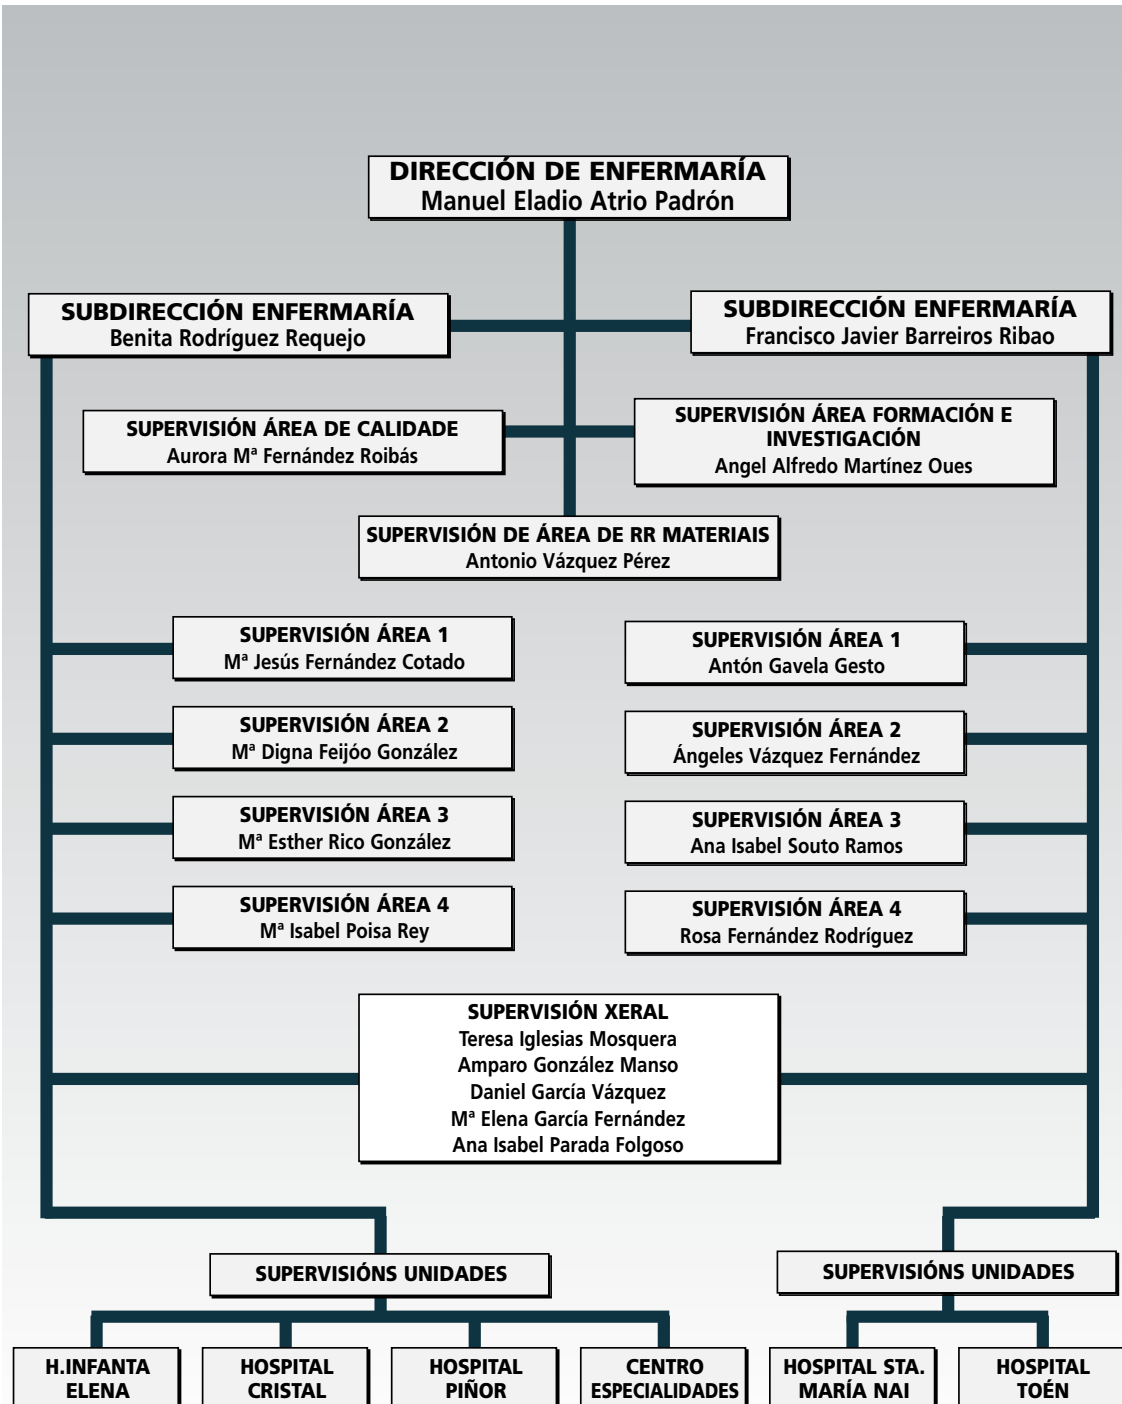 DIRECCIÓN DE ENFERMARÍA
Manuel Eladio Atrio Padrón
SUBDIRECCIÓN ENFERMARÍA
Benita Rodríguez Requejo
SUBDIRECCIÓN ENFERMARÍA
Francisco Javier Barreiros Ribao
SUPERVISIÓN ÁREA DE CALIDADE
Aurora Mª Fernández Roibás
SUPERVISIÓN ÁREA FORMACIÓN E
INVESTIGACIÓN
Angel Alfredo Martínez Oues
SUPERVISIÓN DE ÁREA DE RR MATERIAIS
Antonio Vázquez Pérez
SUPERVISIÓN ÁREA 1
Mª Jesús Fernández Cotado
SUPERVISIÓN ÁREA 1
Antón Gavela Gesto
SUPERVISIÓN ÁREA 2
Mª Digna Feijóo González
SUPERVISIÓN ÁREA 2
Ángeles Vázquez Fernández
SUPERVISIÓN ÁREA 3
Mª Esther Rico González
SUPERVISIÓN ÁREA 3
Ana Isabel Souto Ramos
SUPERVISIÓN ÁREA 4
Mª Isabel Poisa Rey
SUPERVISIÓN ÁREA 4
Rosa Fernández Rodríguez
SUPERVISIÓN XERAL
Teresa Iglesias Mosquera
Amparo González Manso
Daniel García Vázquez
Mª Elena García Fernández
Ana Isabel Parada Folgoso
SUPERVISIÓNS UNIDADES
SUPERVISIÓNS UNIDADES
H.INFANTA
ELENA
HOSPITAL
CRISTAL
HOSPITAL
PIÑOR
CENTRO
ESPECIALIDADES
HOSPITAL STA.
MARÍA NAI
HOSPITAL
TOÉN